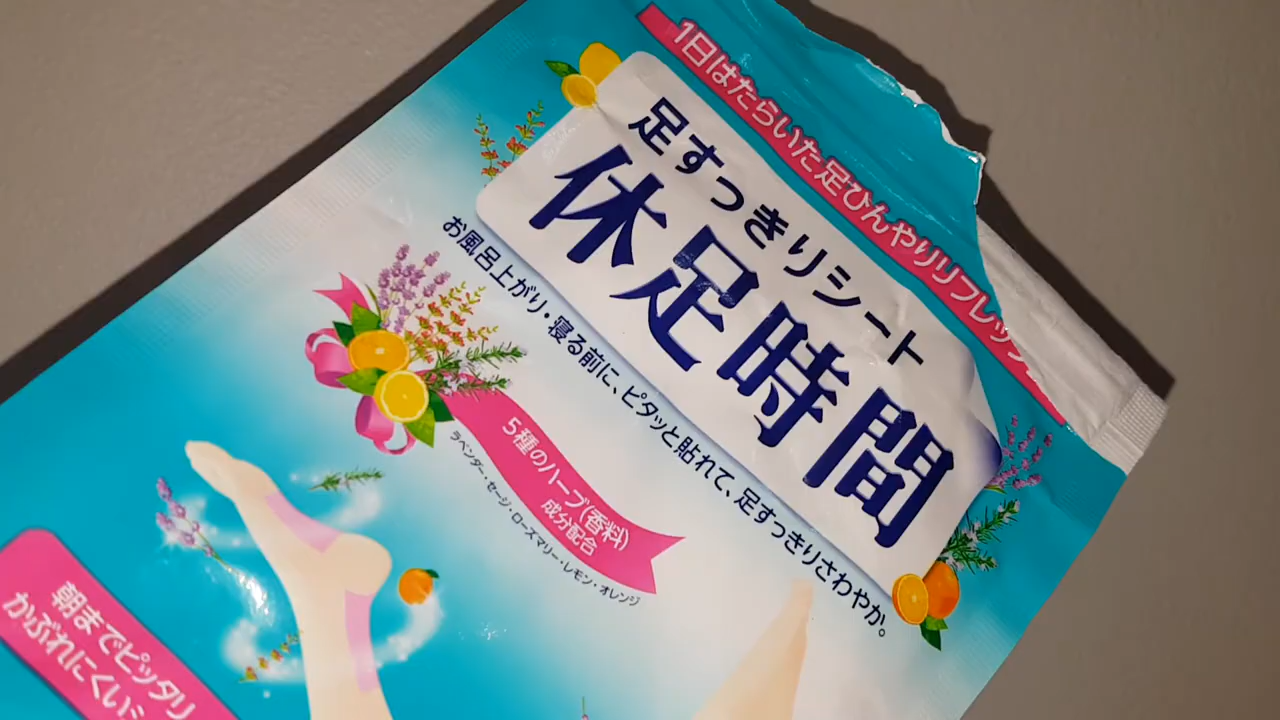 1日はたらいた足ひんやりリフレッ
足すっきりシート
休足時間
お風呂上がり・寝る前に、ピタッと貼れて、足すっきりさわやか。
5種のハーブ(香料)
成分配合
ラベンダー・セージ・ローズマリー・レモン・オレンジ
朝までピッタリ
かぶれにくい